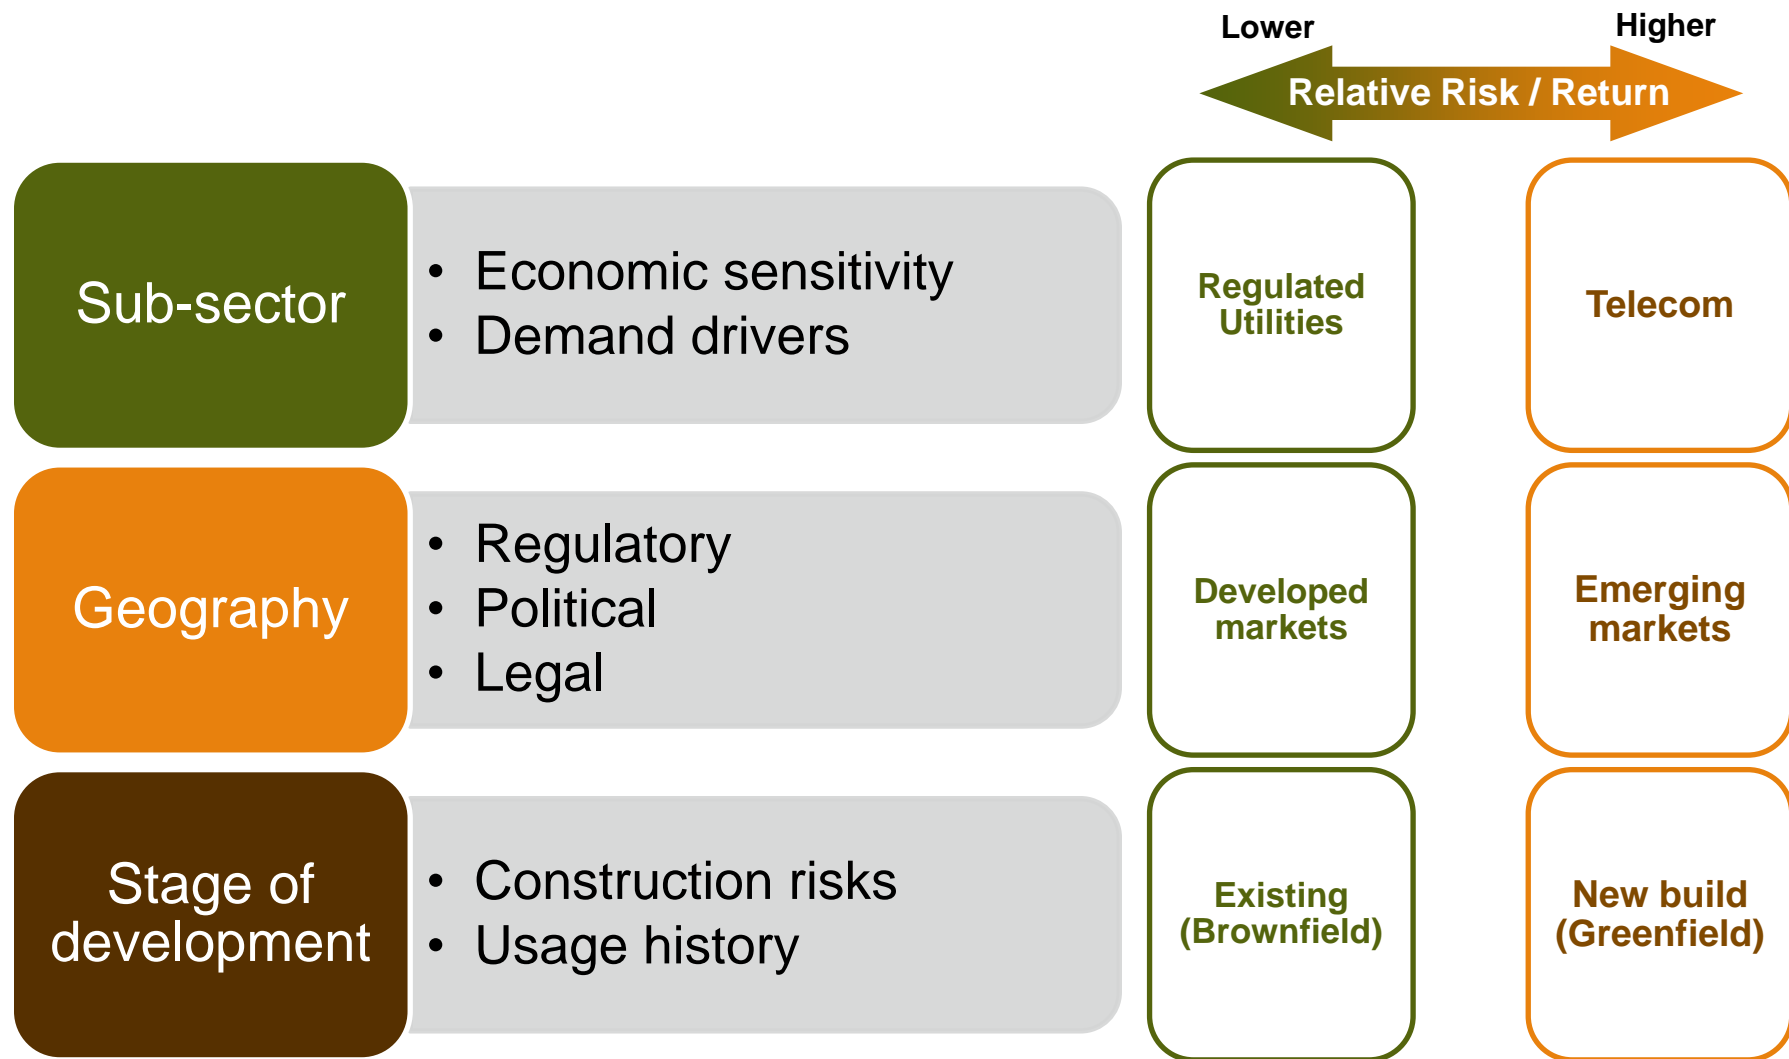 Lower
Higher
Relative Risk / Return
Sub-sector
• Economic sensitivity
• Demand drivers
Regulated
Utilities
Telecom
Geography
• Regulatory
• Political
• Legal
Developed
markets
Emerging
markets
Stage of
development
• Construction risks
• Usage history
Existing
(Brownfield)
New build
(Greenfield)